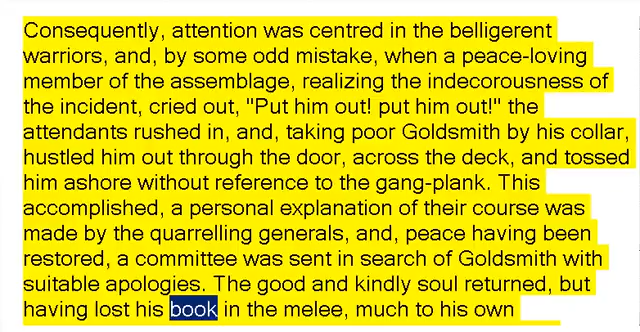 Consequently, attention was centred in the belligerent
warriors, and, by some odd mistake, when a peace-loving
member of the assemblage, realizing the indecorousness of
the incident, cried out, "Put him out! put him out!" the
attendants rushed in, and, taking poor Goldsmith by his collar,
hustled him out through the door, across the deck, and tossed
him ashore without reference to the gang-plank. This
accomplished, a personal explanation of their course was
made by the quarrelling generals, and, peace having been
restored, a committee was sent in search of Goldsmith with
suitable apologies. The good and kindly soul returned, but
having lost his book in the melee, much to his own